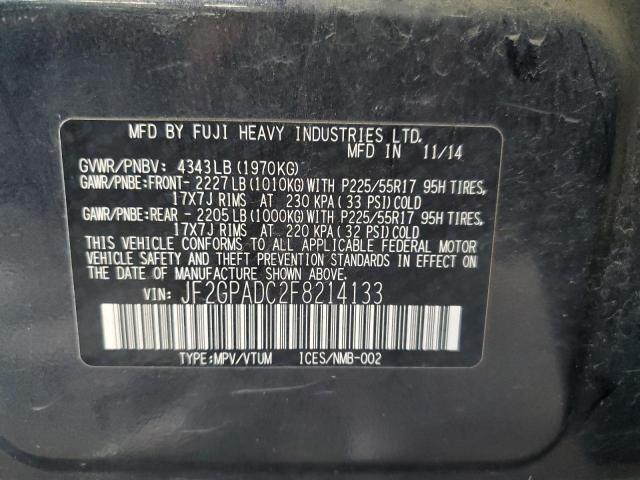 MFD BY FUJI HEAVY INDUSTRIES LTD.
MFD IN 11/14
GVWR/PNBV: 4343LB (1970KG)
GAWR/PNBE:FRONT- 2227 LB (1010KG) WITH P225/55R17 95H TIRES,
17X7J RIMS AT 230 KPA (33 PSI) COLD
GAWR/PNBE:REAR - 2205 LB (1000KG) WITH P225/55R17 95H TIRES,
17X7J RIMS AT 220 KPA (32 PSI) COLD
THIS VEHICLE CONFORMS TO ALL APPLICABLE FEDERAL MOTOR
VEHICLE SAFETY AND THEFT PREVENTION STANDARDS IN EFFECT ON
THE DATE OF MANUFACTURE SHOWN ABOVE.
VIN: JF2GPADC2F8214133
TYPE:MPV/VTUM ICES/NMB-002